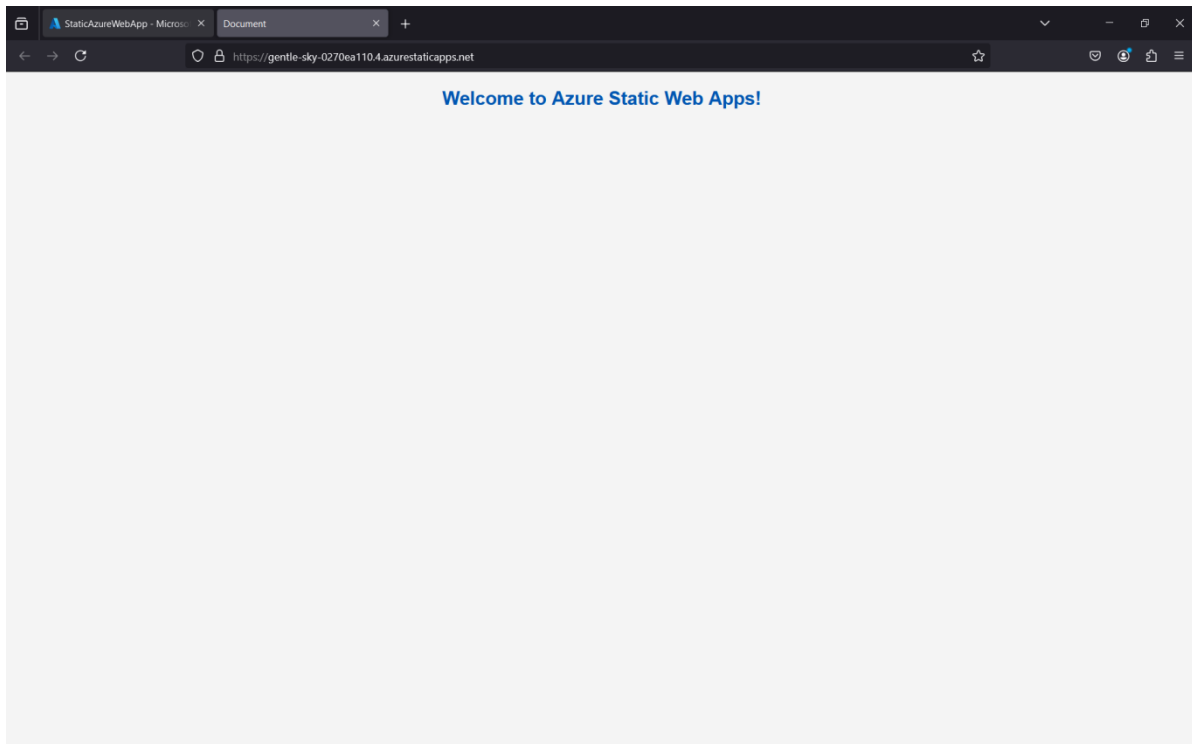 StaticAzureWebApp - Microso
Document
https://gentle-sky-0270ea110.4.azurestaticapps.net
Welcome to Azure Static Web Apps!